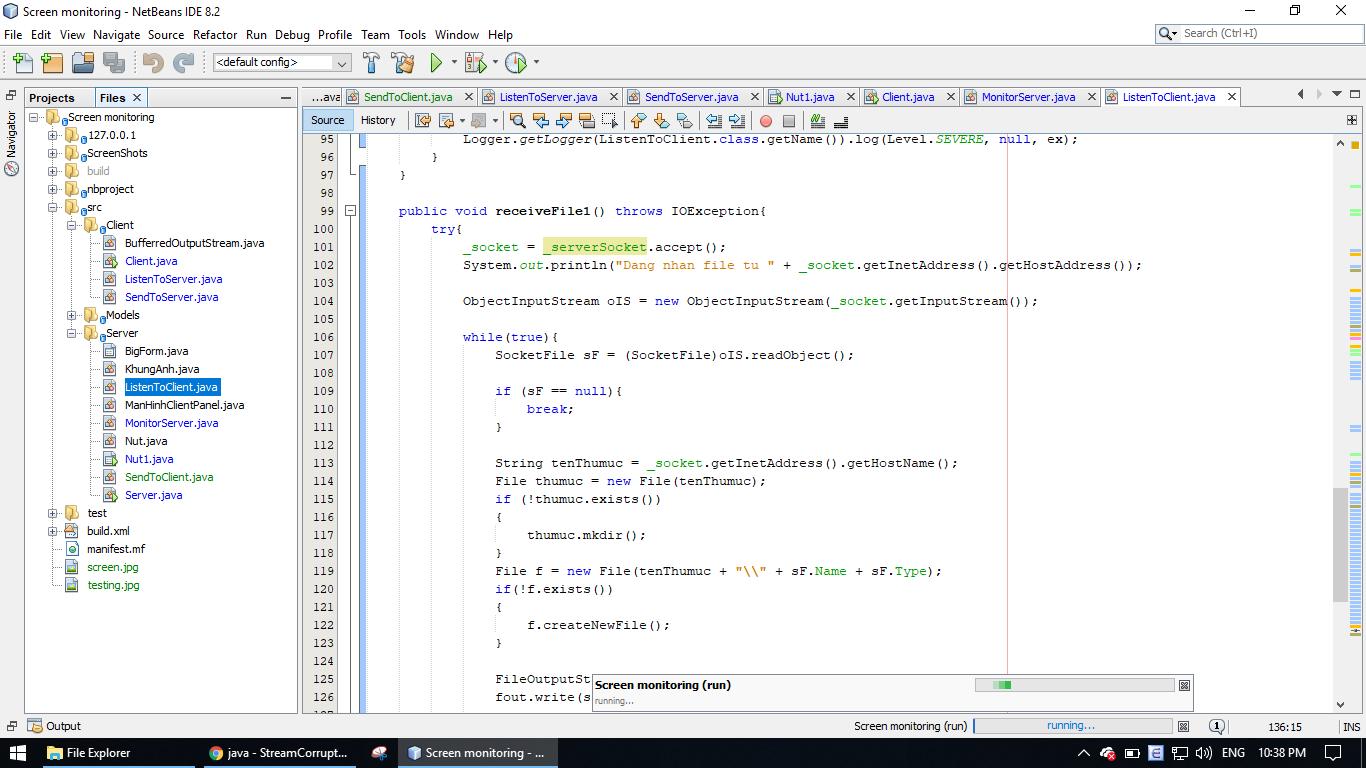 Screen monitoring - NetBeans IDE 8.2
File Edit View Navigate Source Refactor Run Debug Profile Team Tools Window Help
Search (Ctrl+I)
<default config>
Projects Files
...ava SendToClient.java ListenToServer.java SendToServer.java Nut1.java Client.java MonitorServer.java ListenToClient.java
Navigator
Screen monitoring
127.0.0.1
ScreenShots
build
nbproject
src
Client
BufferredOutputStream.java
Client.java
ListenToServer.java
SendToServer.java
Models
Server
BigForm.java
KhungAnh.java
ListenToClient.java
ManHinhClientPanel.java
MonitorServer.java
Nut.java
Nut1.java
SendToClient.java
Server.java
test
build.xml
manifest.mf
screen.jpg
testing.jpg
Source History
95 Logger.getLogger(ListenToClient.class.getName()).log(Level.SEVERE, null, ex);
96 }
97 }
98
99 public void receiveFile1() throws IOException{
100 try{
101 _socket = _serverSocket.accept();
102 System.out.println("Dang nhan file tu " + _socket.getInetAddress().getHostAddress());
103
104 ObjectInputStream oIS = new ObjectInputStream(_socket.getInputStream());
105
106 while(true){
107 SocketFile sF = (SocketFile)oIS.readObject();
108
109 if (sF == null){
110 break;
111 }
112
113 String tenThumuc = _socket.getInetAddress().getHostName();
114 File thumuc = new File(tenThumuc);
115 if (!thumuc.exists())
116 {
117 thumuc.mkdir();
118 }
119 File f = new File(tenThumuc + "\\" + sF.Name + sF.Type);
120 if(!f.exists())
121 {
122 f.createNewFile();
123 }
124
125 FileOutputSt
126 fout.write(s
Screen monitoring (run)
running...
Output
Screen monitoring (run) running... 1 136:15 INS
File Explorer java - StreamCorrupt... Screen monitoring - ... ENG 10:38 PM